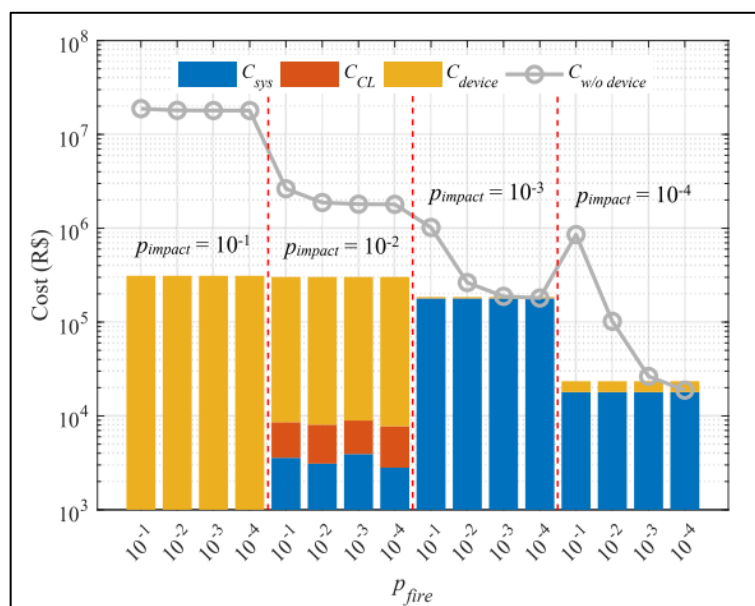 10^8
10^7
10^6
10^5
10^4
10^3
Cost (R$)
C_sys C_CL C_device C_w/o device
p_impact = 10^-1
p_impact = 10^-2
p_impact = 10^-3
p_impact = 10^-4
10^-1 10^-2 10^-3 10^-4 10^-1 10^-2 10^-3 10^-4 10^-1 10^-2 10^-3 10^-4 10^-1 10^-2 10^-3 10^-4
p_fire